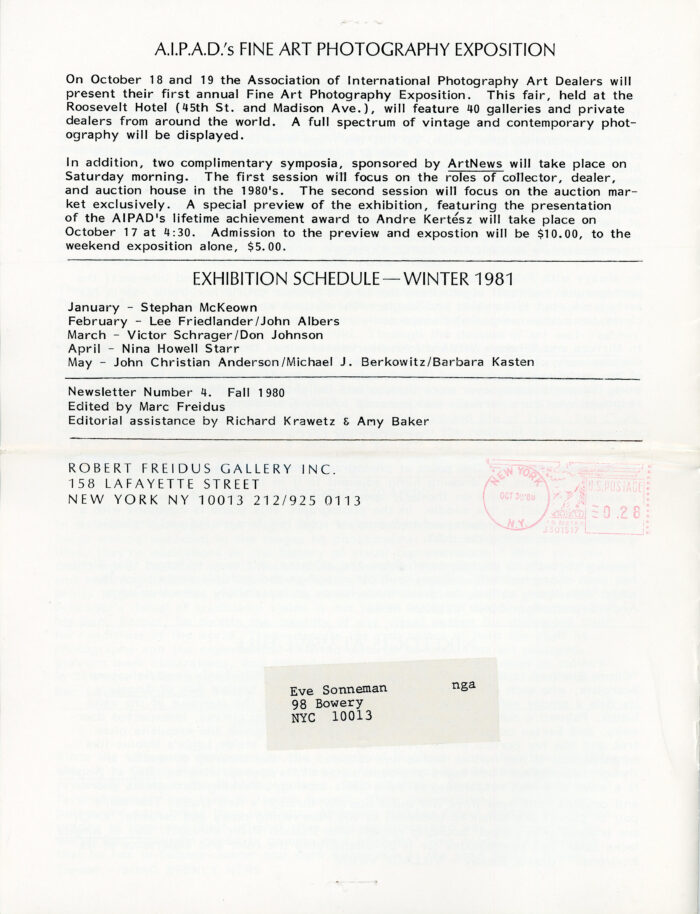 A.I.P.A.D.'s FINE ART PHOTOGRAPHY EXPOSITION
On October 18 and 19 the Association of International Photography Art Dealers will
present their first annual Fine Art Photography Exposition. This fair, held at the
Roosevelt Hotel (45th St. and Madison Ave.), will feature 40 galleries and private
dealers from around the world. A full spectrum of vintage and contemporary phot-
ography will be displayed.
In addition, two complimentary symposia, sponsored by ArtNews will take place on
Saturday morning. The first session will focus on the roles of collector, dealer,
and auction house in the 1980's. The second session will focus on the auction mar-
ket exclusively. A special preview of the exhibition, featuring the presentation
of the AIPAD's lifetime achievement award to Andre Kertész will take place on
October 17 at 4:30. Admission to the preview and expostion will be $10.00, to the
weekend exposition alone, $5.00.
EXHIBITION SCHEDULE—WINTER 1981
January - Stephan McKeown
February - Lee Friedlander/John Albers
March - Victor Schrager/Don Johnson
April - Nina Howell Starr
May - John Christian Anderson/Michael J. Berkowitz/Barbara Kasten
Newsletter Number 4. Fall 1980
Edited by Marc Freidus
Editorial assistance by Richard Krawetz & Amy Baker
ROBERT FREIDUS GALLERY INC.
158 LAFAYETTE STREET
NEW YORK NY 10013 212/925 0113
NEW YORK
N.Y.
U.S. POSTAGE
0.28
Eve Sonneman nga
98 Bowery
NYC 10013